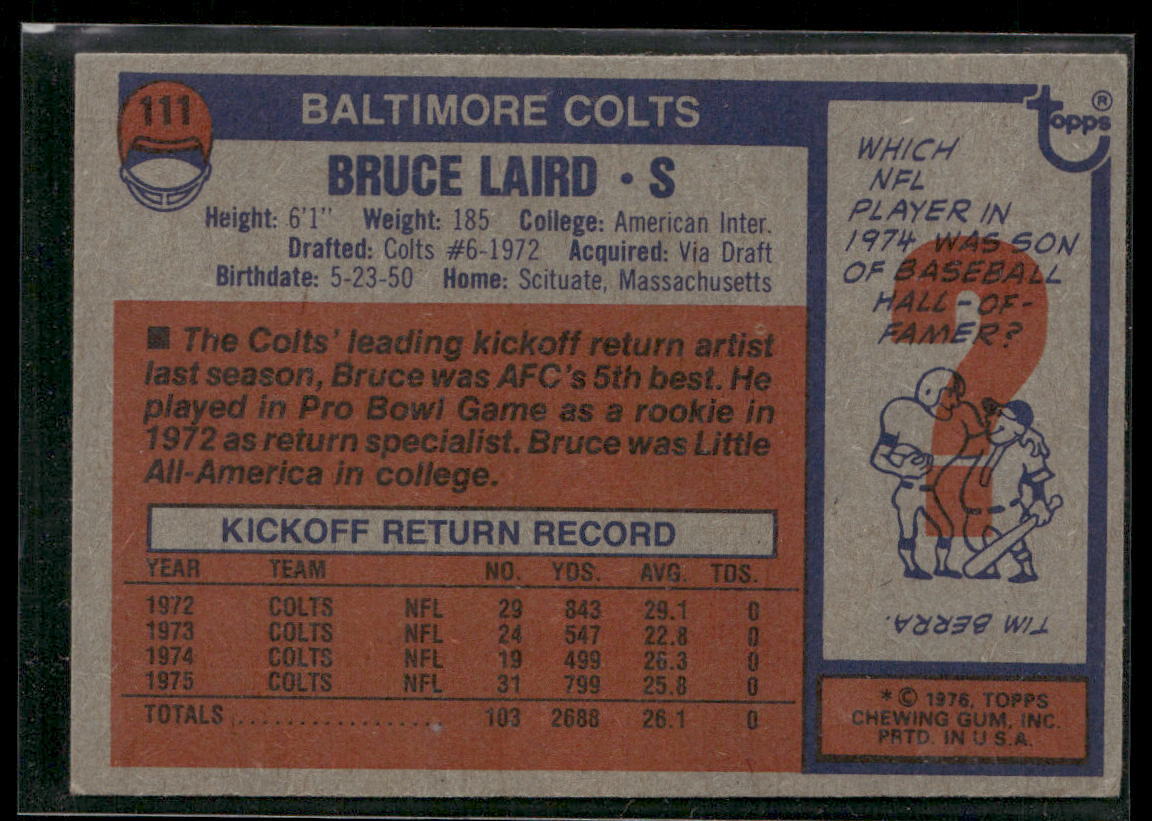 111
BALTIMORE COLTS
BRUCE LAIRD • S
Height: 6'1" Weight: 185 College: American Inter.
Drafted: Colts #6-1972 Acquired: Via Draft
Birthdate: 5-23-50 Home: Scituate, Massachusetts
■ The Colts' leading kickoff return artist
last season, Bruce was AFC's 5th best. He
played in Pro Bowl Game as a rookie in
1972 as return specialist. Bruce was Little
All-America in college.
KICKOFF RETURN RECORD
YEAR TEAM NO. YDS. AVG. TDS.
1972 COLTS NFL 29 843 29.1 0
1973 COLTS NFL 24 547 22.8 0
1974 COLTS NFL 19 499 26.3 0
1975 COLTS NFL 31 799 25.8 0
TOTALS .................. 103 2688 26.1 0
topps®
WHICH
NFL
PLAYER IN
1974 WAS SON
OF BASEBALL
HALL-OF-
FAMER?
?
TIM BERRA.
* © 1976, TOPPS
CHEWING GUM, INC.
PRTD. IN U S.A.